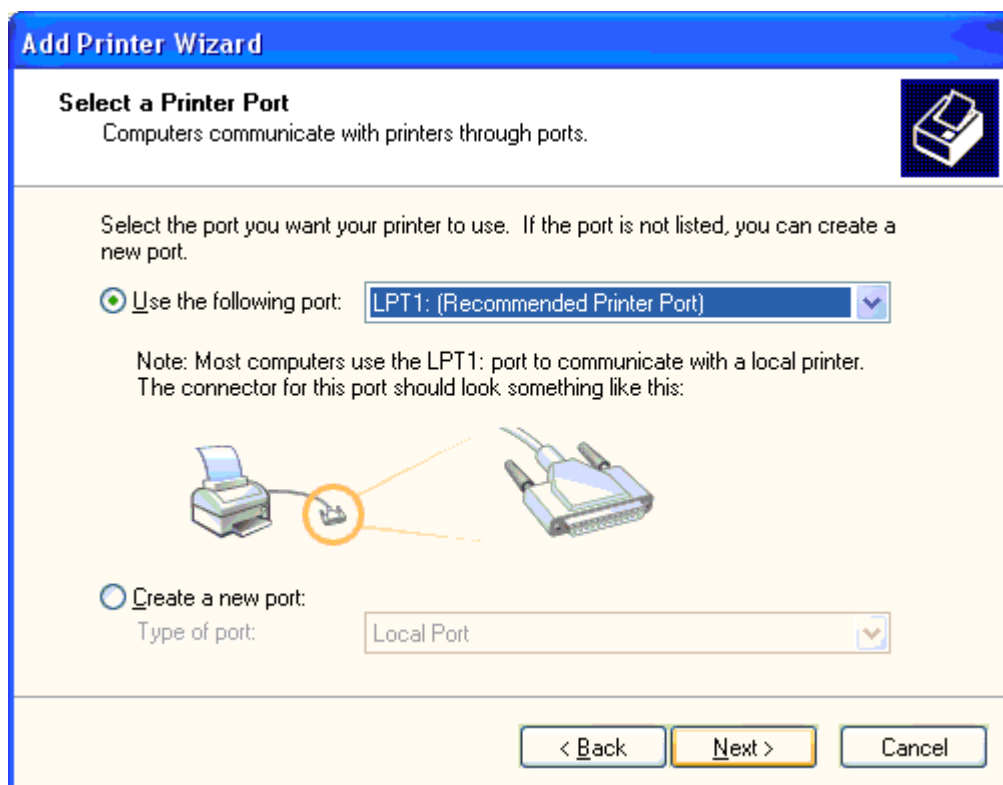 Add Printer Wizard
Select a Printer Port
Computers communicate with printers through ports.
Select the port you want your printer to use.  If the port is not listed, you can create a
new port.
Use the following port: LPT1: (Recommended Printer Port)
Note: Most computers use the LPT1: port to communicate with a local printer.
The connector for this port should look something like this:
Create a new port:
Type of port: Local Port
< Back Next > Cancel